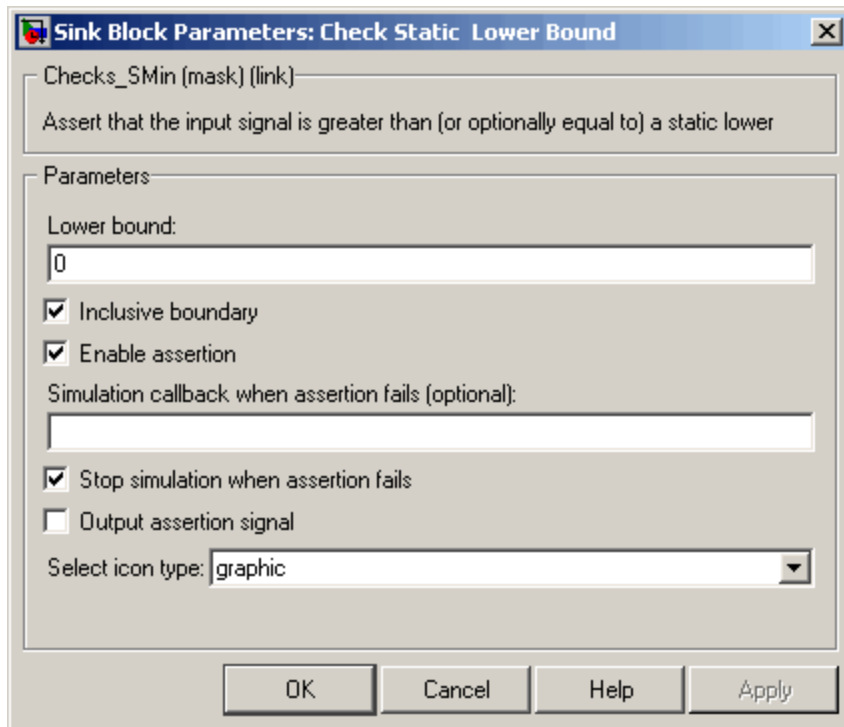 Sink Block Parameters: Check Static  Lower Bound
Checks_SMin (mask) (link)
Assert that the input signal is greater than (or optionally equal to) a static lower
Parameters
Lower bound:
0
Inclusive boundary
Enable assertion
Simulation callback when assertion fails (optional):
Stop simulation when assertion fails
Output assertion signal
Select icon type: graphic
OK Cancel Help Apply